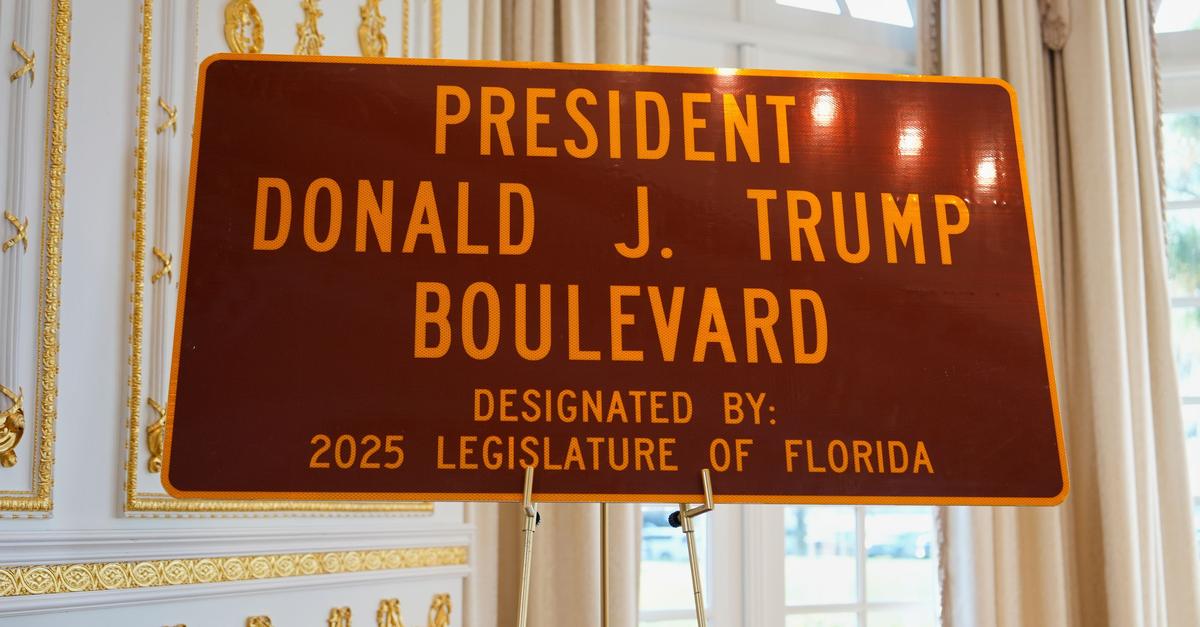 PRESIDENT
DONALD J. TRUMP
BOULEVARD
DESIGNATED BY:
2025 LEGISLATURE OF FLORIDA